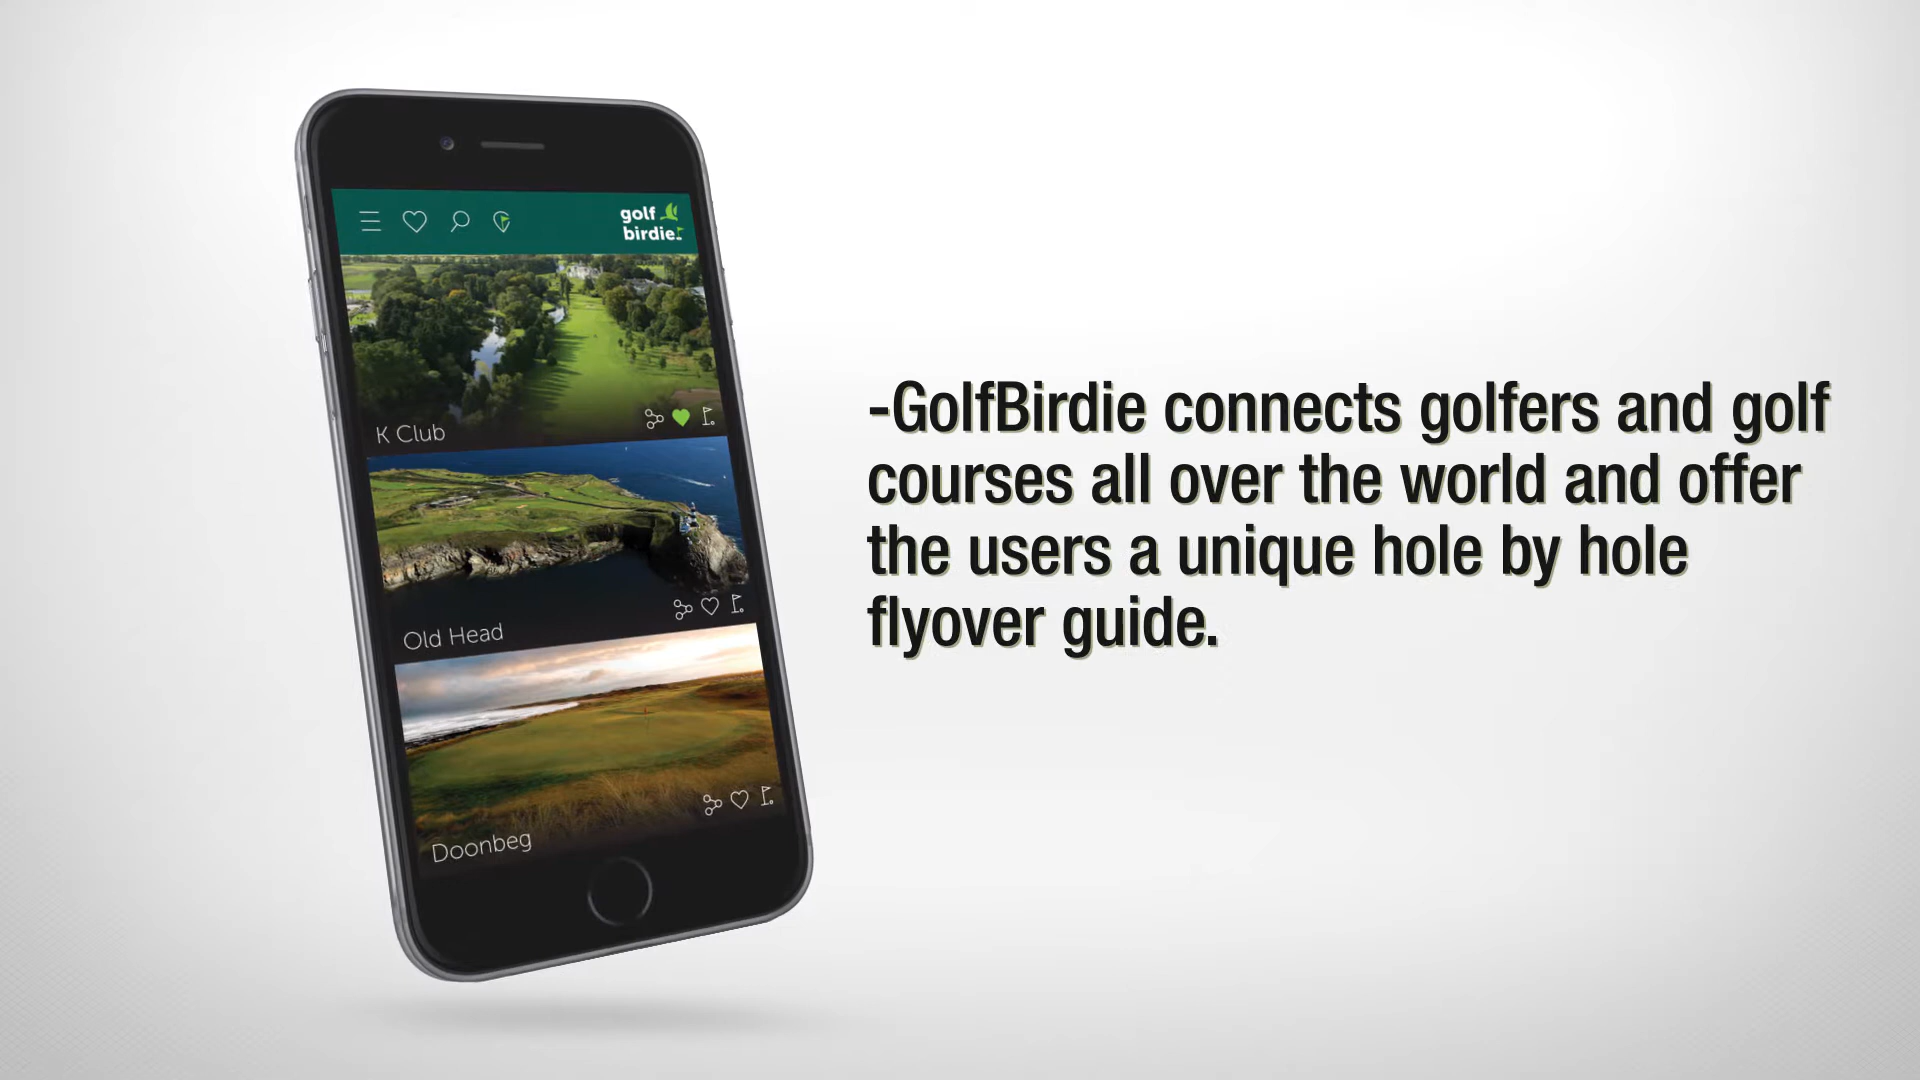 golf
birdie
K Club
Old Head
Doonbeg
-GolfBirdie connects golfers and golf
courses all over the world and offer
the users a unique hole by hole
flyover guide.